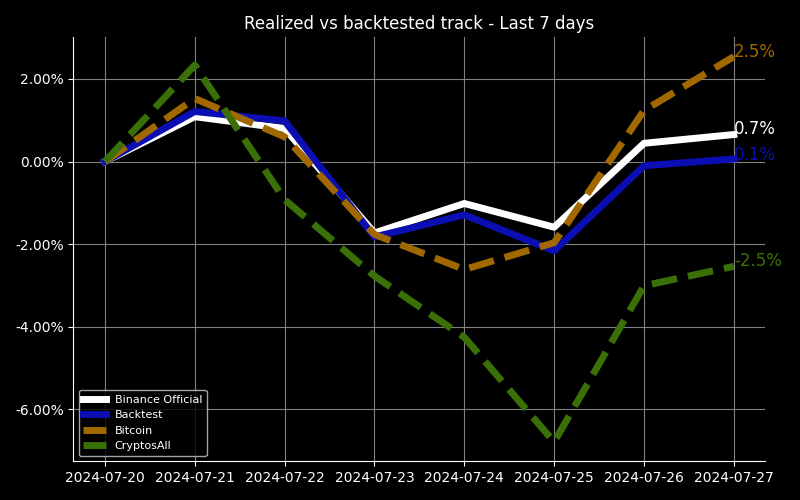 Realized vs backtested track - Last 7 days
2.00%
0.00%
-2.00%
-4.00%
-6.00%
2.5%
0.7%
0.1%
-2.5%
Binance Official
Backtest
Bitcoin
CryptosAll
2024-07-20 2024-07-21 2024-07-22 2024-07-23 2024-07-24 2024-07-25 2024-07-26 2024-07-27